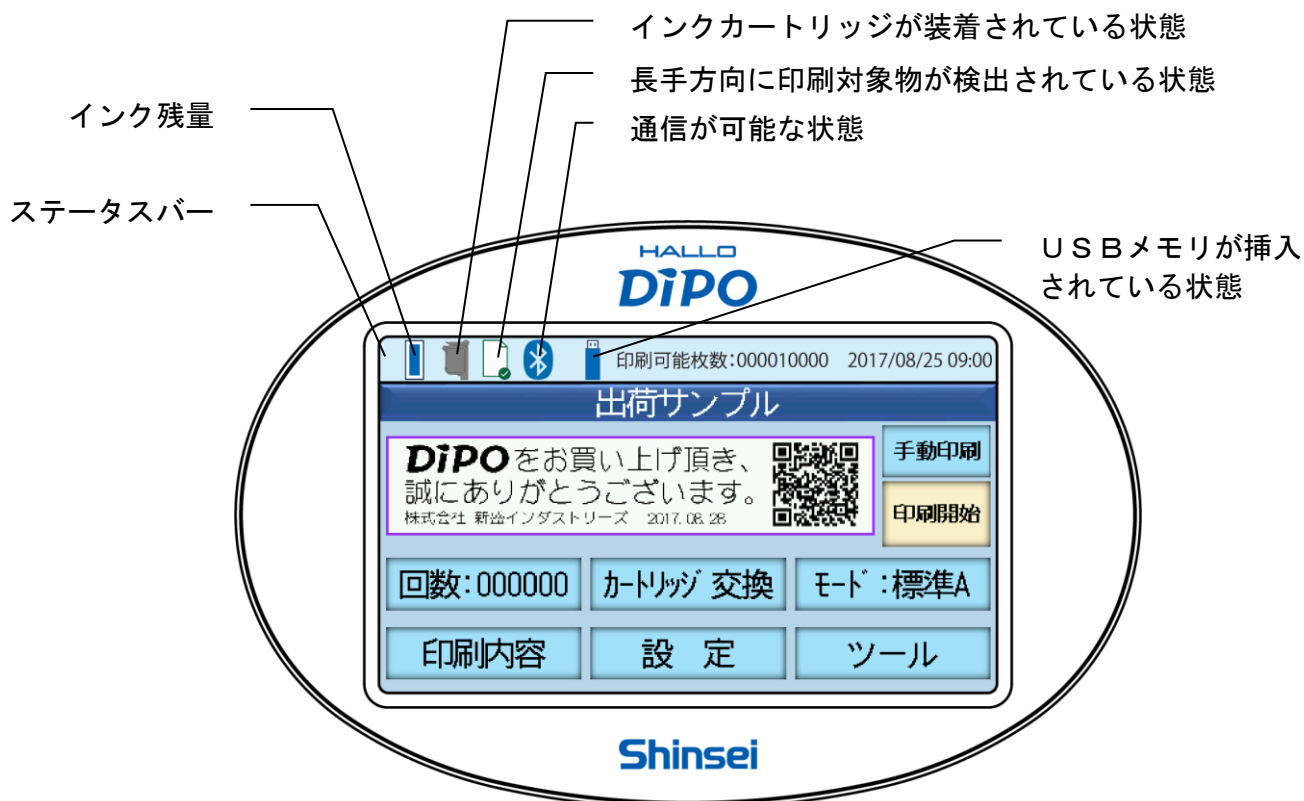 インクカートリッジが装着されている状態
長手方向に印刷対象物が検出されている状態
インク残量
通信が可能な状態
ステータスバー
ＵＳＢメモリが挿入
されている状態
HALLO
DiPO
印刷可能枚数:000010000 2017/08/25 09:00
出荷サンプル
DiPOをお買い上げ頂き、
誠にありがとうございます。
株式会社 新盛インダストリーズ 2017.08.28
手動印刷
印刷開始
回数:000000
ｶｰﾄﾘｯｼﾞ 交換
ﾓｰﾄﾞ:標準A
印刷内容
設 定
ツール
Shinsei